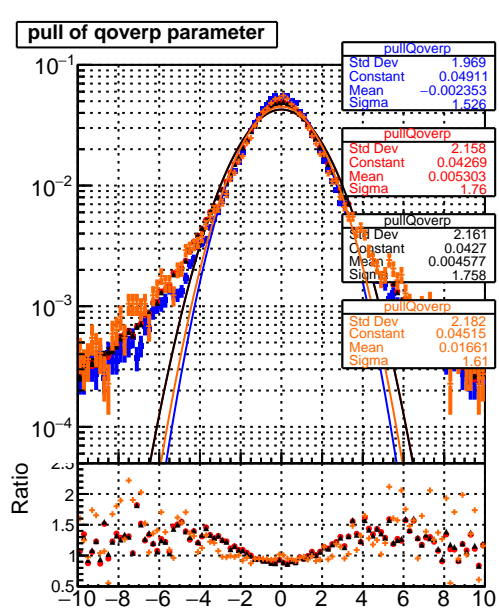 pull of qoverp parameter
pullQoverp
Std Dev 1.969
Constant 0.04911
Mean −0.002353
Sigma 1.526
pullQoverp
Std Dev 2.158
Constant 0.04269
Mean 0.005303
Sigma 1.76
pullQoverp
Std Dev 2.161
Constant 0.0427
Mean 0.004577
Sigma 1.758
pullQoverp
Std Dev 2.182
Constant 0.04515
Mean 0.01661
Sigma 1.61
10−1
10−2
10−3
10−4
Ratio
2.5
2
1.5
1
0.5
−10 −8 −6 −4 −2 0 2 4 6 8 10